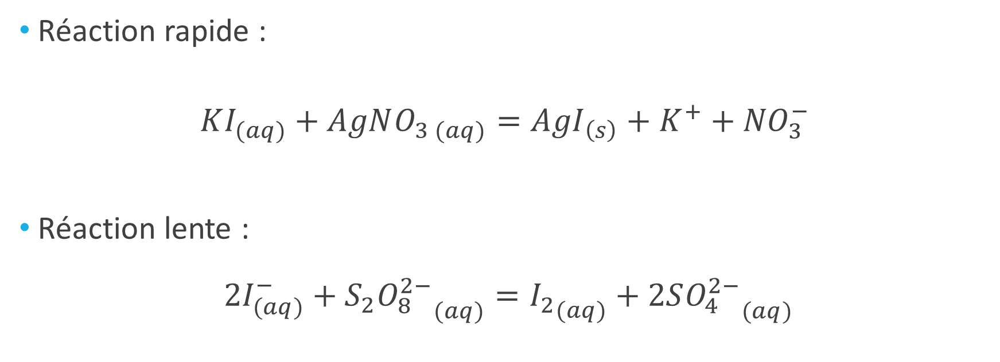 • Réaction rapide :
KI(aq) + AgNO₃ (aq) = AgI(s) + K⁺ + NO₃⁻
• Réaction lente :
2I⁻(aq) + S₂O₈²⁻ (aq) = I₂(aq) + 2SO₄²⁻ (aq)